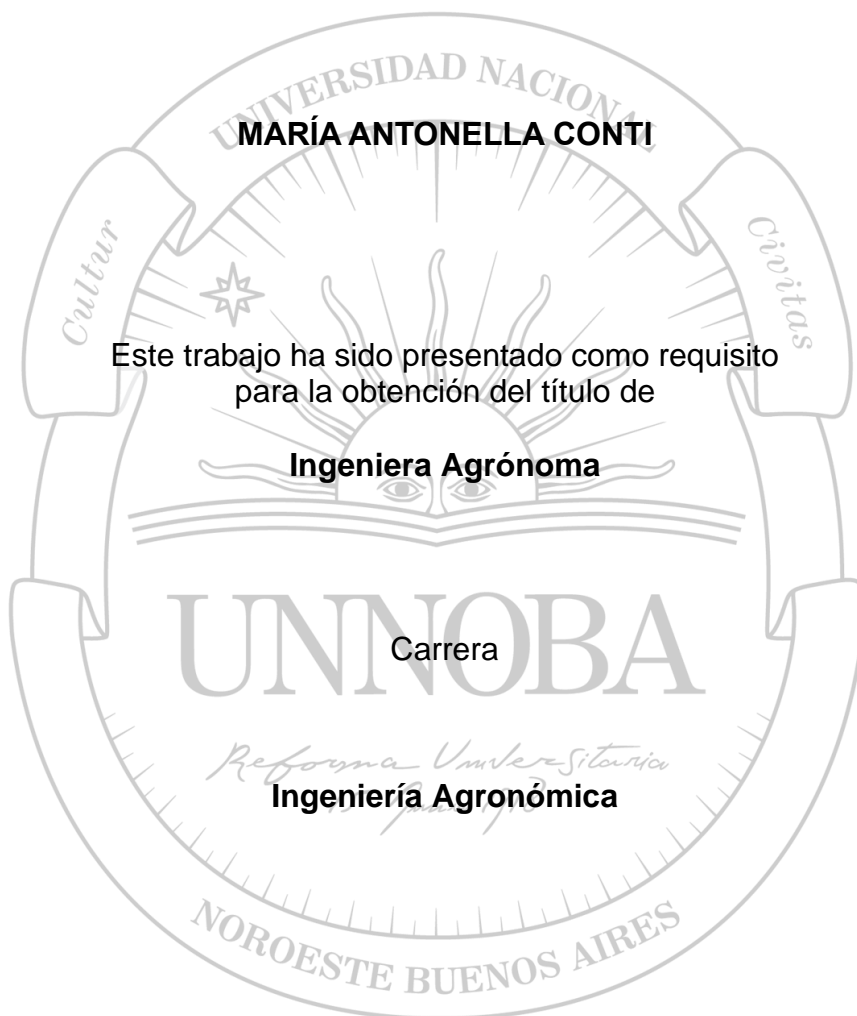 UNIVERSIDAD NACIONAL
MARÍA ANTONELLA CONTI
Cultur
Civitas
Este trabajo ha sido presentado como requisito
para la obtención del título de
Ingeniera Agrónoma
UNNOBA
Carrera
Reforma Universitaria
Ingeniería Agronómica
NOROESTE BUENOS AIRES